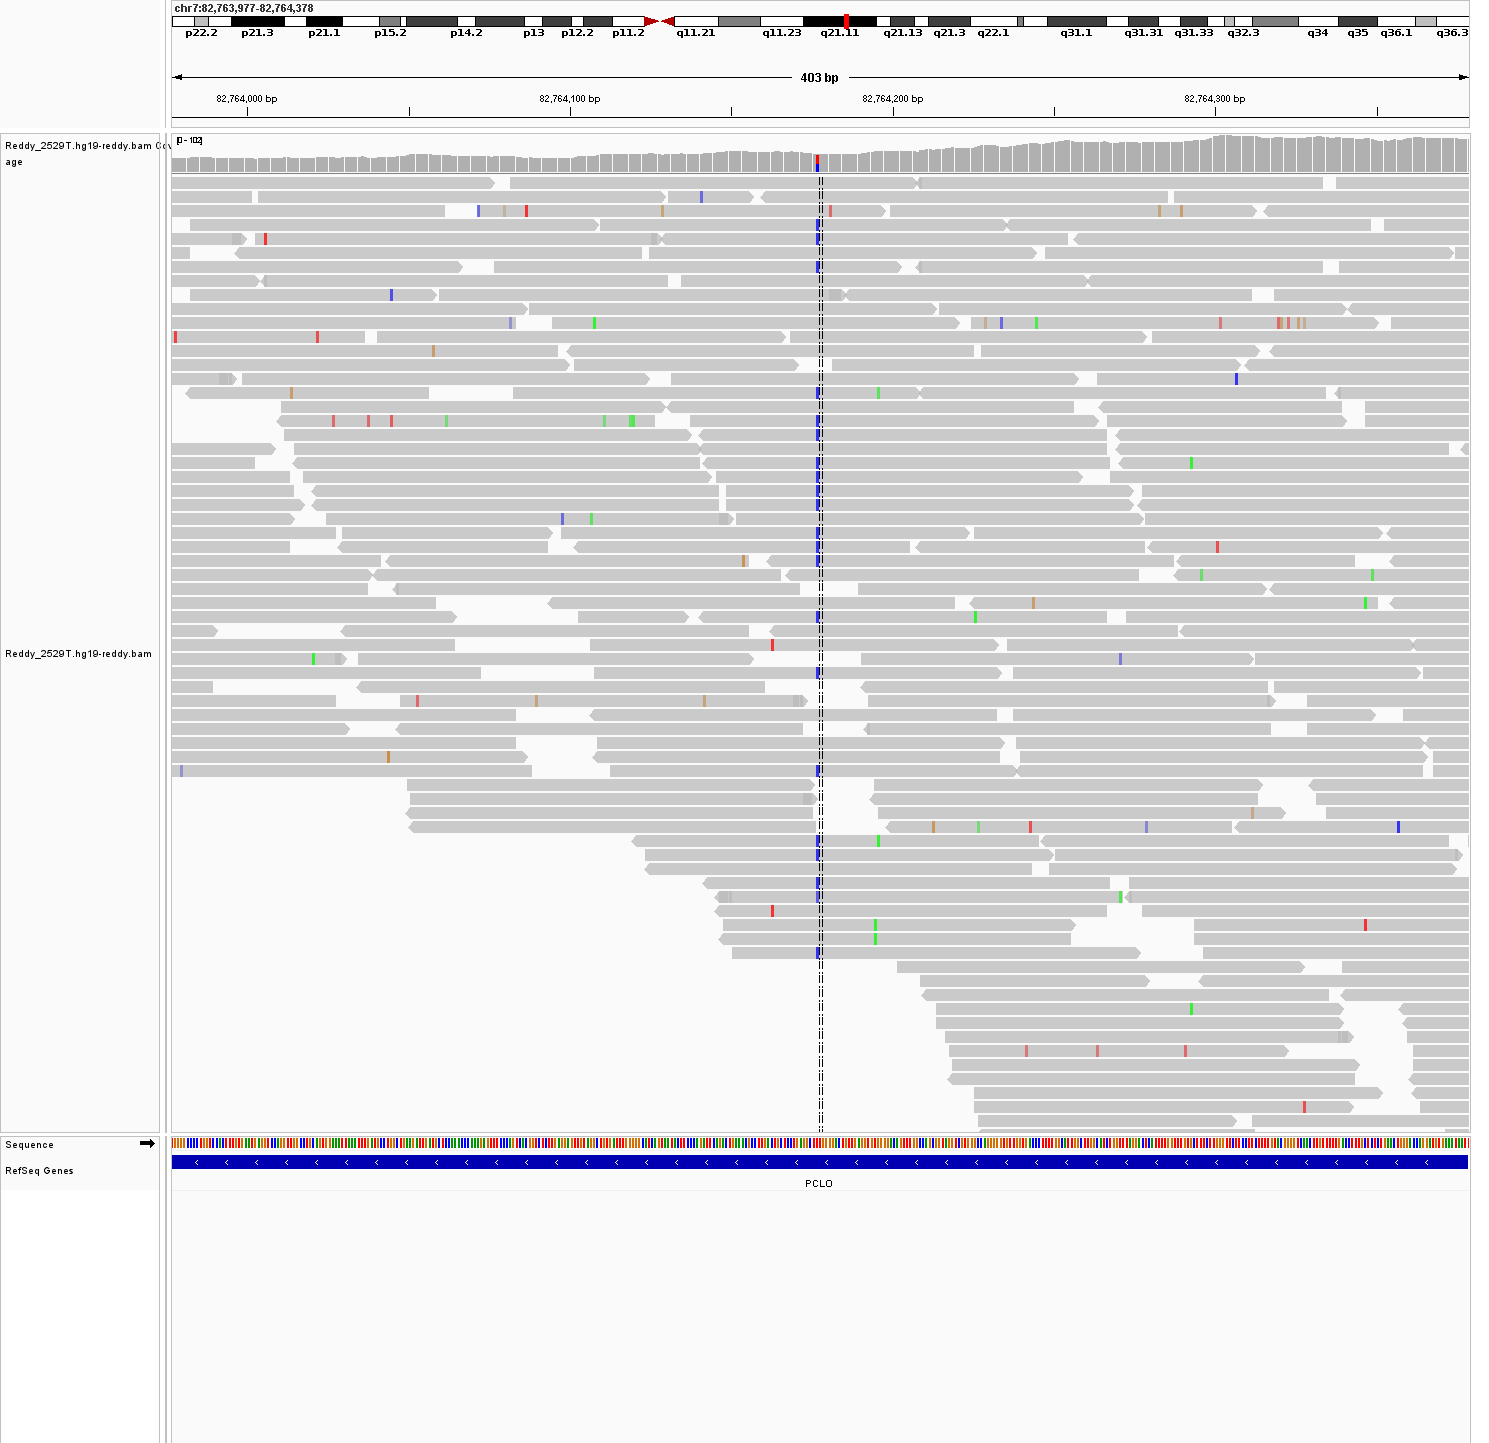 chr7:82,763,977-82,764,378
p22.2 p21.3 p21.1 p15.2 p14.2 p13 p12.2 p11.2 q11.21 q11.23 q21.11 q21.13 q21.3 q22.1 q31.1 q31.31 q31.33 q32.3 q34 q35 q36.1 q36.3
403 bp
82,764,000 bp 82,764,100 bp 82,764,200 bp 82,764,300 bp
Reddy_2529T.hg19-reddy.bam Cov
age
[0 - 102]
Reddy_2529T.hg19-reddy.bam
Sequence
RefSeq Genes
PCLO